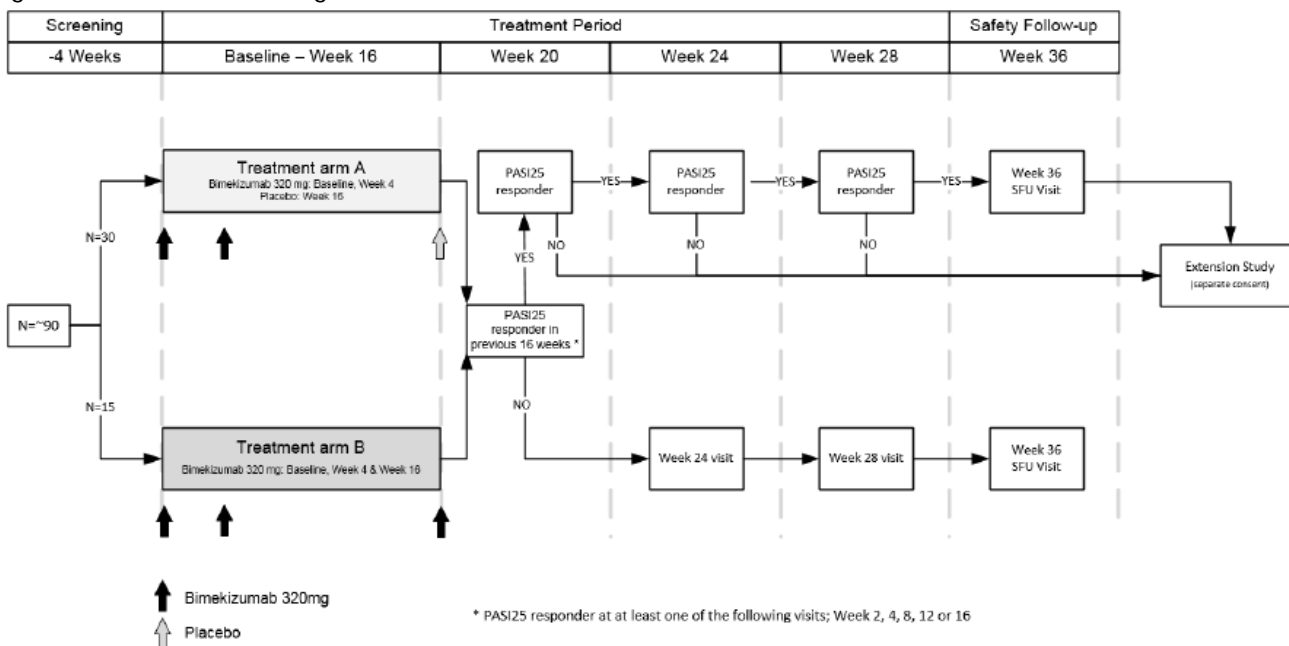 Screening
Treatment Period
Safety Follow-up
-4 Weeks
Baseline – Week 16
Week 20
Week 24
Week 28
Week 36
Treatment arm A
Bimekizumab 320 mg: Baseline, Week 4
Placebo: Week 16
PASI25
responder
YES
PASI25
responder
YES
PASI25
responder
YES
Week 36
SFU Visit
N=30
YES
NO
NO
NO
Extension Study
(separate consent)
N=~90
PASI25
responder in
previous 16 weeks *
N=15
NO
Treatment arm B
Bimekizumab 320 mg: Baseline, Week 4 & Week 16
Week 24 visit
Week 28 visit
Week 36
SFU Visit
Bimekizumab 320mg
Placebo
* PASI25 responder at at least one of the following visits; Week 2, 4, 8, 12 or 16